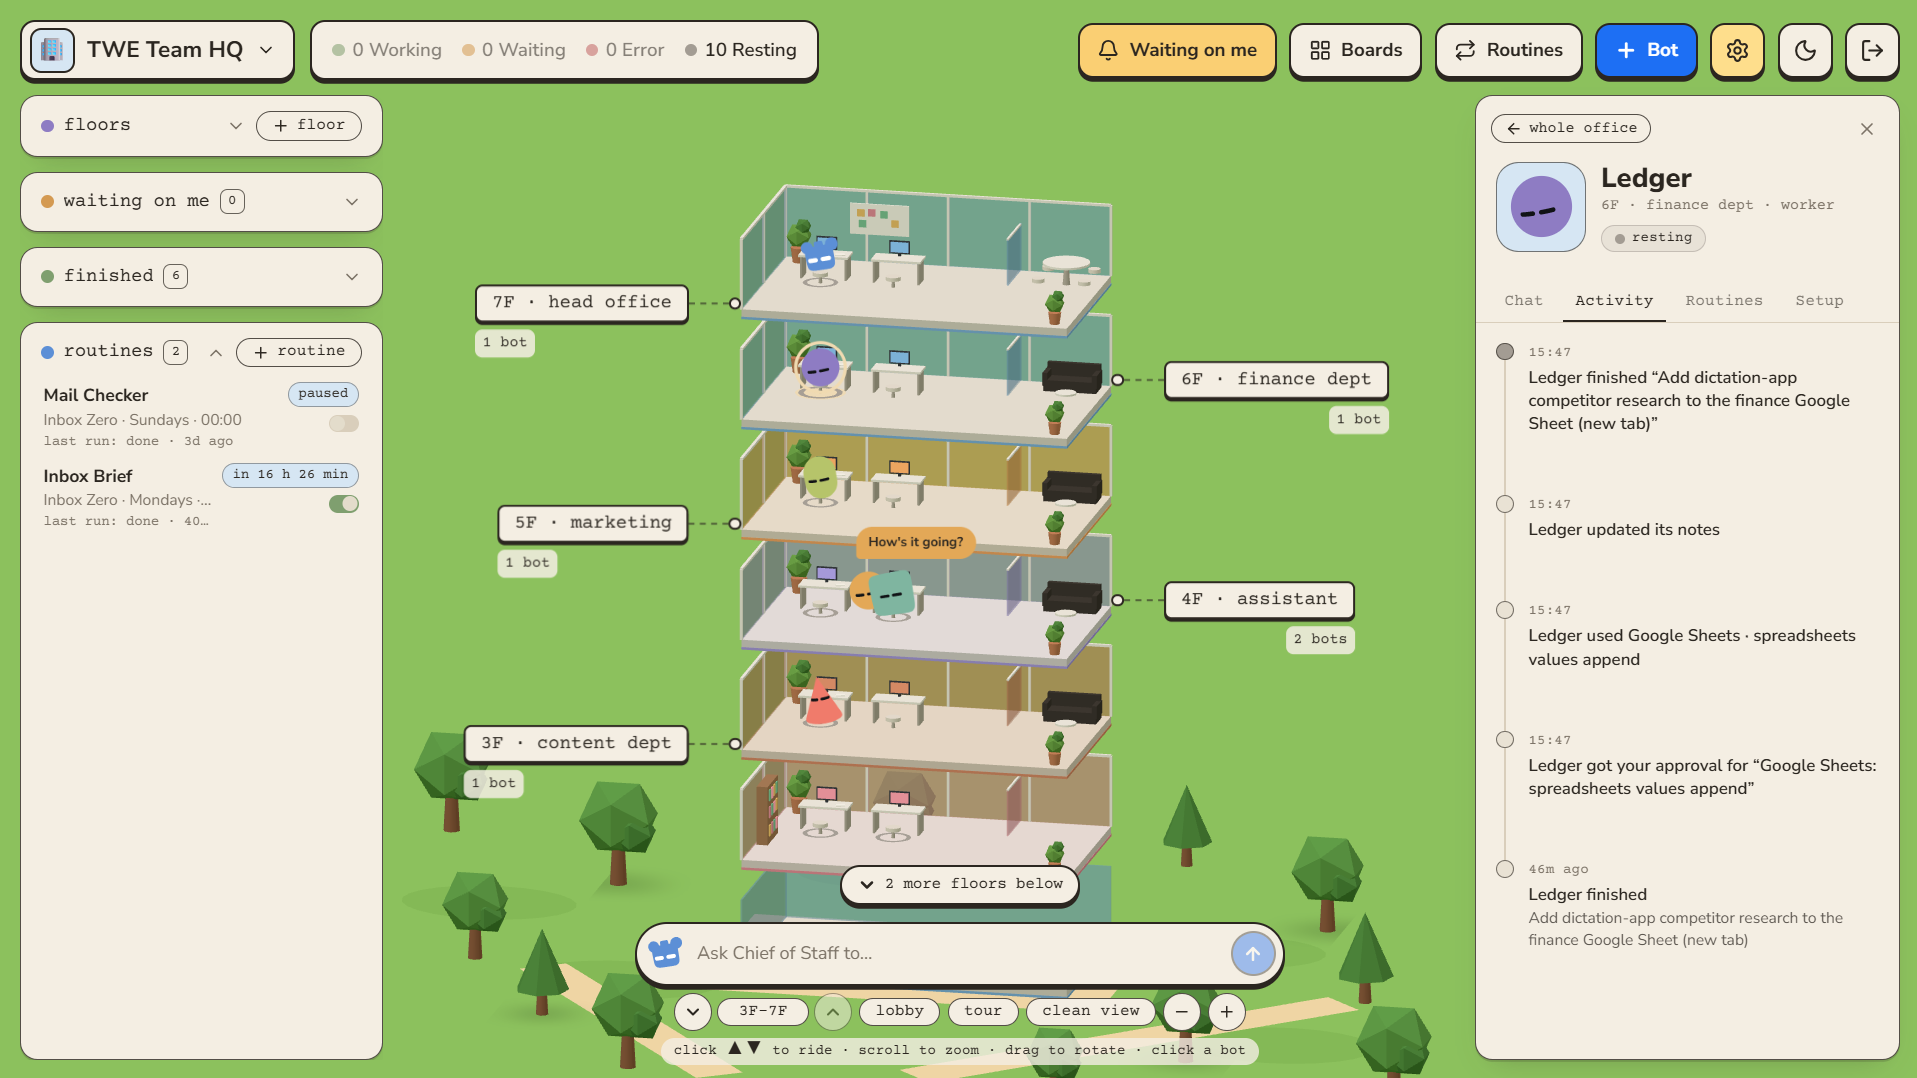 TWE Team HQ
0 Working
0 Waiting
0 Error
10 Resting
Waiting on me
Boards
Routines
Bot
floors
floor
waiting on me
0
finished
6
routines
2
routine
Mail Checker
paused
Inbox Zero · Sundays · 00:00
last run: done · 3d ago
Inbox Brief
in 16 h 26 min
Inbox Zero · Mondays ·...
last run: done · 40…
7F · head office
1 bot
6F · finance dept
1 bot
5F · marketing
1 bot
How's it going?
4F · assistant
2 bots
3F · content dept
1 bot
2 more floors below
Ask Chief of Staff to...
3F–7F
lobby
tour
clean view
click ▲▼ to ride · scroll to zoom · drag to rotate · click a bot
whole office
Ledger
6F · finance dept · worker
resting
Chat
Activity
Routines
Setup
15:47
Ledger finished “Add dictation-app
competitor research to the finance Google
Sheet (new tab)”
15:47
Ledger updated its notes
15:47
Ledger used Google Sheets · spreadsheets
values append
15:47
Ledger got your approval for “Google Sheets:
spreadsheets values append”
46m ago
Ledger finished
Add dictation-app competitor research to the
finance Google Sheet (new tab)